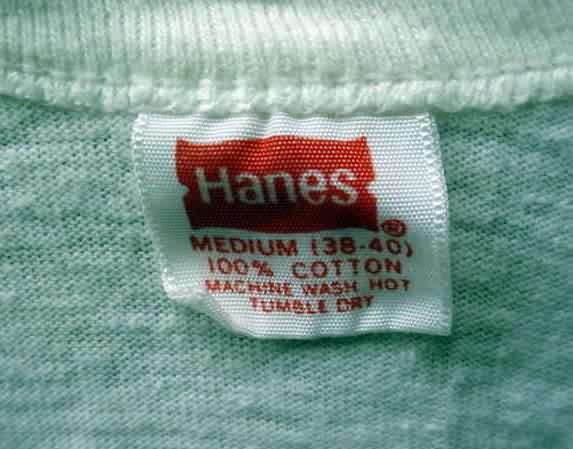 Hanes®
MEDIUM (38-40)
100% COTTON
MACHINE WASH HOT
TUMBLE DRY